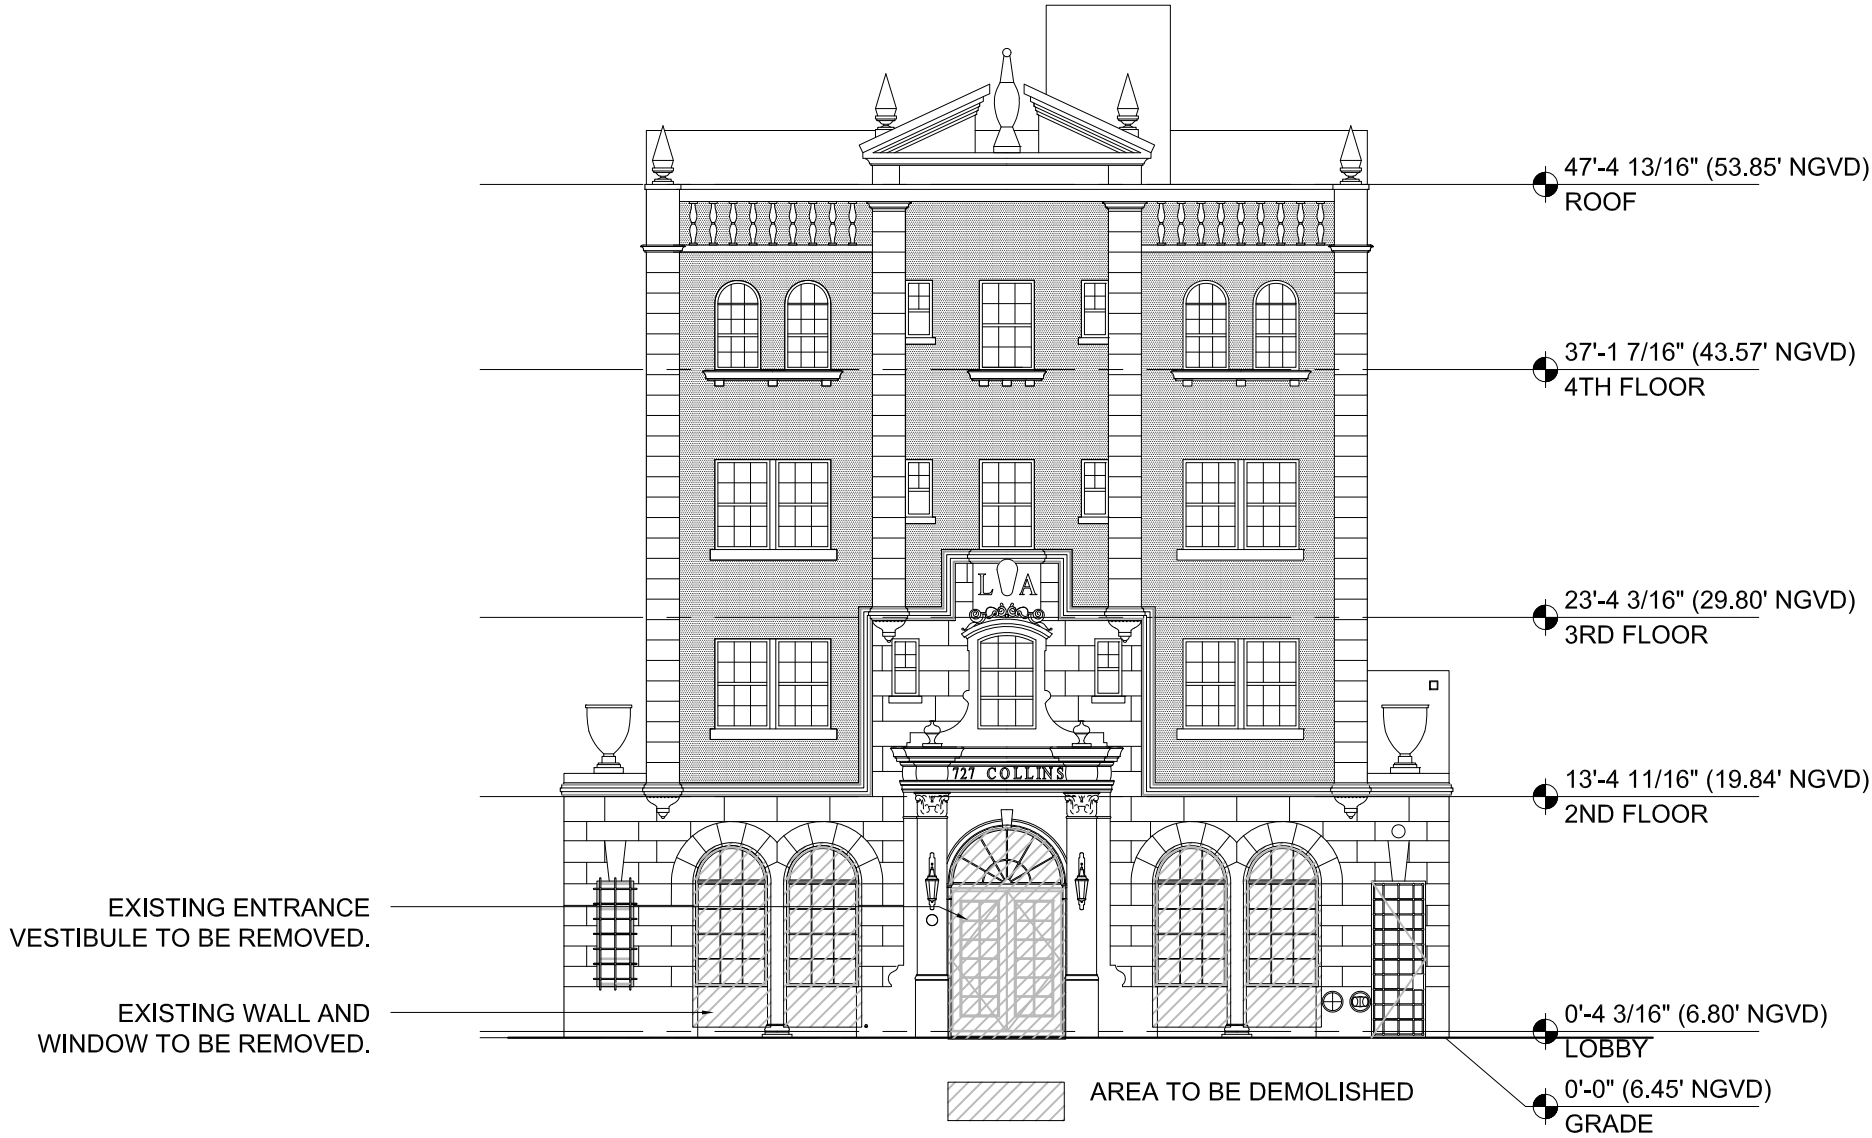 47'-4 13/16" (53.85' NGVD)
ROOF
37'-1 7/16" (43.57' NGVD)
4TH FLOOR
L A
23'-4 3/16" (29.80' NGVD)
3RD FLOOR
727 COLLINS
13'-4 11/16" (19.84' NGVD)
2ND FLOOR
EXISTING ENTRANCE
VESTIBULE TO BE REMOVED.
EXISTING WALL AND
WINDOW TO BE REMOVED.
0'-4 3/16" (6.80' NGVD)
LOBBY
AREA TO BE DEMOLISHED
0'-0" (6.45' NGVD)
GRADE